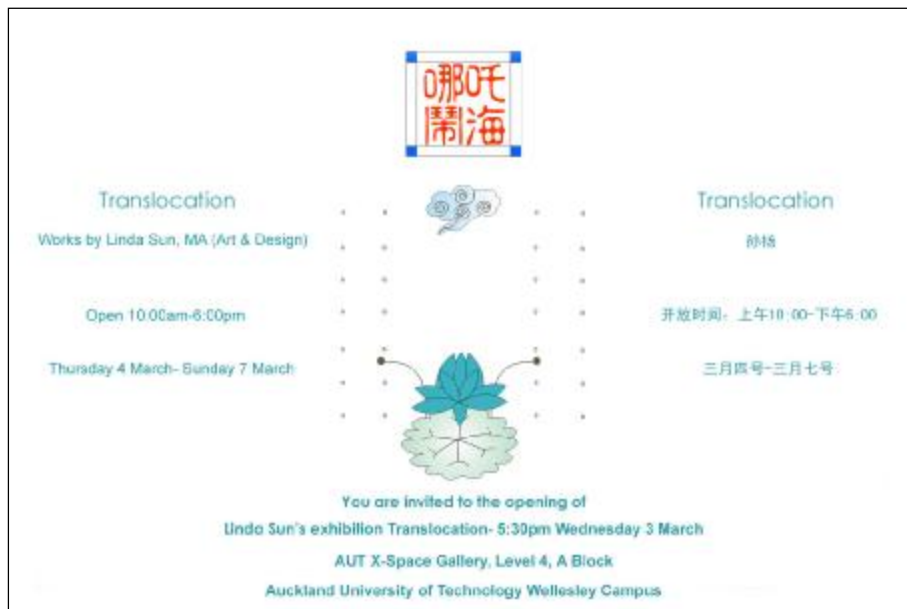 哪吒
鬧海
Translocation
Works by Linda Sun, MA (Art & Design)
Open 10:00am-6:00pm
Thursday 4 March- Sunday 7 March
Translocation
孙扬
开放时间：上午10:00-下午6:00
三月四号-三月七号
You are invited to the opening of
Linda Sun's exhibition Translocation- 5:30pm Wednesday 3 March
AUT X-Space Gallery, Level 4, A Block
Auckland University of Technology Wellesley Campus